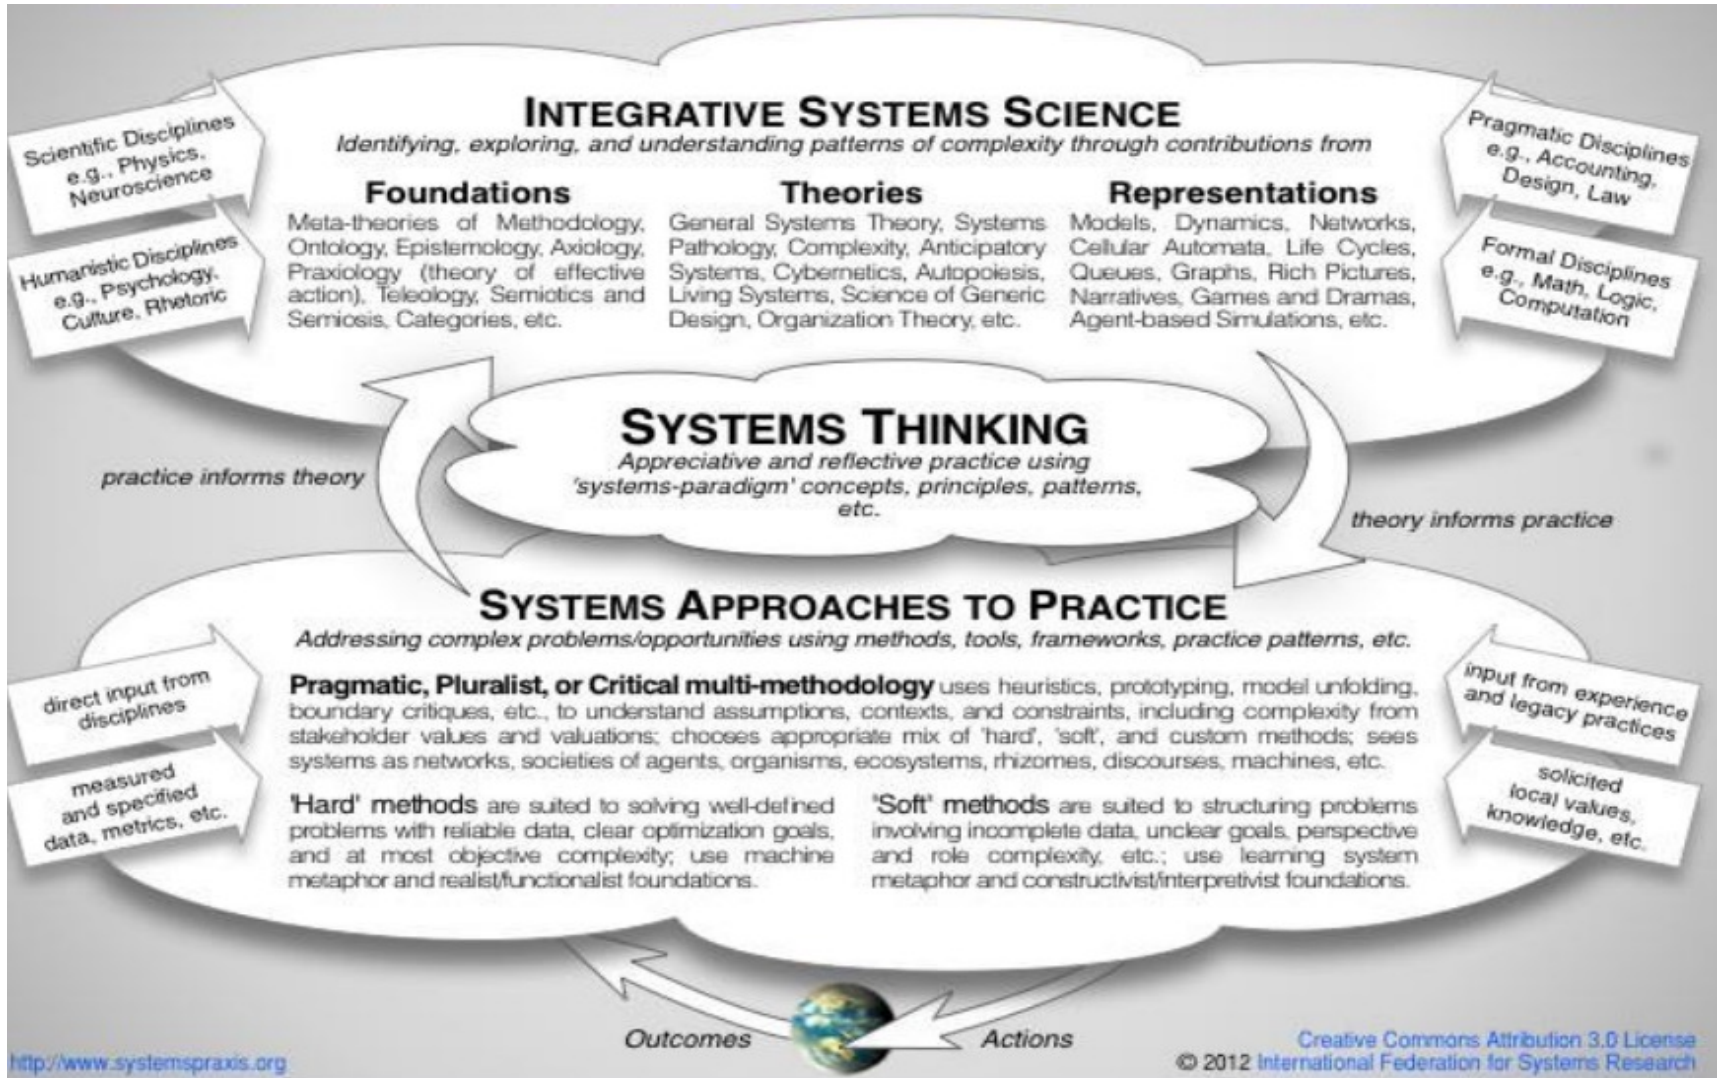 INTEGRATIVE SYSTEMS SCIENCE
Identifying, exploring, and understanding patterns of complexity through contributions from
Scientific Disciplines
e.g., Physics,
Neuroscience
Humanistic Disciplines
e.g., Psychology,
Culture, Rhetoric
Foundations
Meta-theories of Methodology,
Ontology, Epistemology, Axiology,
Praxiology (theory of effective
action), Teleology, Semiotics and
Semiosis, Categories, etc.
Theories
General Systems Theory, Systems
Pathology, Complexity, Anticipatory
Systems, Cybernetics, Autopoiesis,
Living Systems, Science of Generic
Design, Organization Theory, etc.
Representations
Models, Dynamics, Networks,
Cellular Automata, Life Cycles,
Queues, Graphs, Rich Pictures,
Narratives, Games and Dramas,
Agent-based Simulations, etc.
Pragmatic Disciplines
e.g., Accounting,
Design, Law
Formal Disciplines
e.g., Math, Logic,
Computation
SYSTEMS THINKING
Appreciative and reflective practice using
'systems-paradigm' concepts, principles, patterns,
etc.
practice informs theory
theory informs practice
SYSTEMS APPROACHES TO PRACTICE
Addressing complex problems/opportunities using methods, tools, frameworks, practice patterns, etc.
direct input from
disciplines
measured
and specified
data, metrics, etc.
Pragmatic, Pluralist, or Critical multi-methodology uses heuristics, prototyping, model unfolding,
boundary critiques, etc., to understand assumptions, contexts, and constraints, including complexity from
stakeholder values and valuations; chooses appropriate mix of 'hard', 'soft', and custom methods; sees
systems as networks, societies of agents, organisms, ecosystems, rhizomes, discourses, machines, etc.
'Hard' methods are suited to solving well-defined
problems with reliable data, clear optimization goals,
and at most objective complexity; use machine
metaphor and realist/functionalist foundations.
'Soft' methods are suited to structuring problems
involving incomplete data, unclear goals, perspective
and role complexity, etc.; use learning system
metaphor and constructivist/interpretivist foundations.
input from experience
and legacy practices
solicited
local values,
knowledge, etc.
Outcomes
Actions
http://www.systemspraxis.org
Creative Commons Attribution 3.0 License
© 2012 International Federation for Systems Research